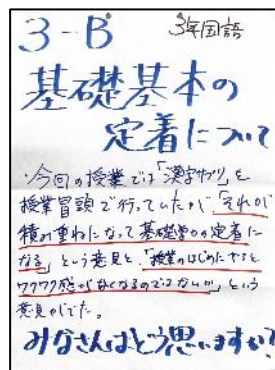 3-B 3年国語
基礎基本の
定着について
・今回の授業では「漢字ｻﾌﾟﾘ」を
授業冒頭で行っていたが「それが
積み重ねになって基礎学力の定着に
なる」という意見と、「授業のはじめにやると
ワクワク感がなくなるのではないか」という
意見がでた。
みなさんはどう思いますか?